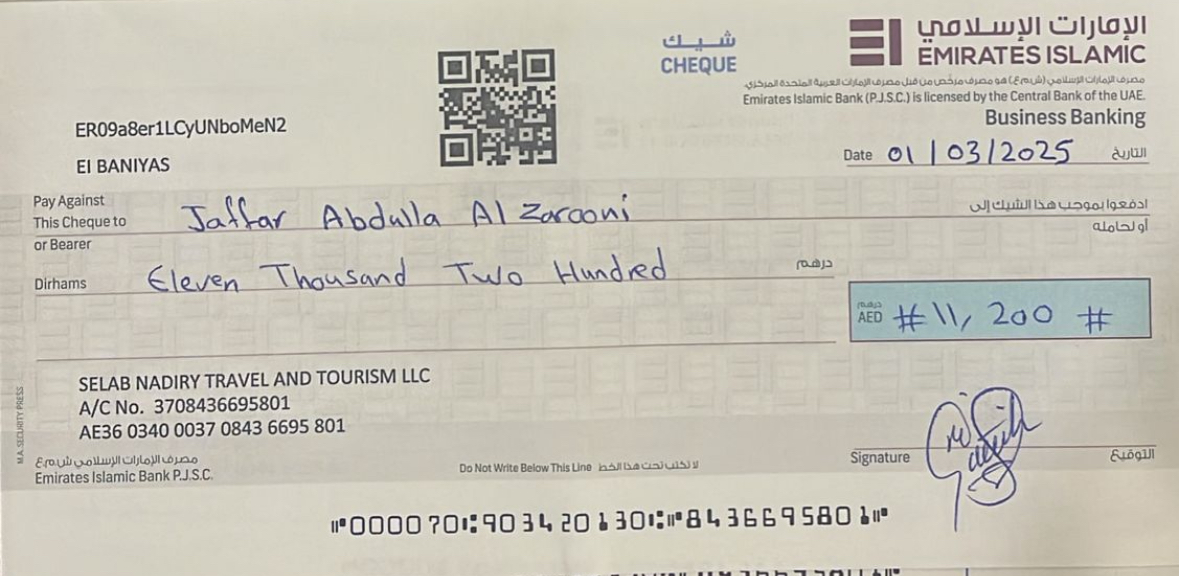 الإمارات الإسلامي
EMIRATES ISLAMIC
شيك
CHEQUE
مصرف الإمارات الإسلامي (ش.م.ع) هو مصرف مرخّص من قبل مصرف الإمارات العربية المتحدة المركزي.
Emirates Islamic Bank (P.J.S.C.) is licensed by the Central Bank of the UAE.
Business Banking
ER09a8er1LCyUNboMeN2
EI BANIYAS
Date 01/03/2025 التاريخ
Pay Against
This Cheque to Jaffar Abdulla Al Zarooni ادفعوا بموجب هذا الشيك إلى
or Bearer أو لحامله
Dirhams Eleven Thousand Two Hundred درهم
درهم
AED #11,200 #
SELAB NADIRY TRAVEL AND TOURISM LLC
A/C No. 3708436695801
AE36 0340 0037 0843 6695 801
M.A. SECURITY PRESS
مصرف الإمارات الإسلامي ش.م.ع
Emirates Islamic Bank P.J.S.C.
Do Not Write Below This Line لا تكتب تحت هذا الخط
Signature التوقيع
⑈000070⑆903420130⑆⑈8436695801⑈